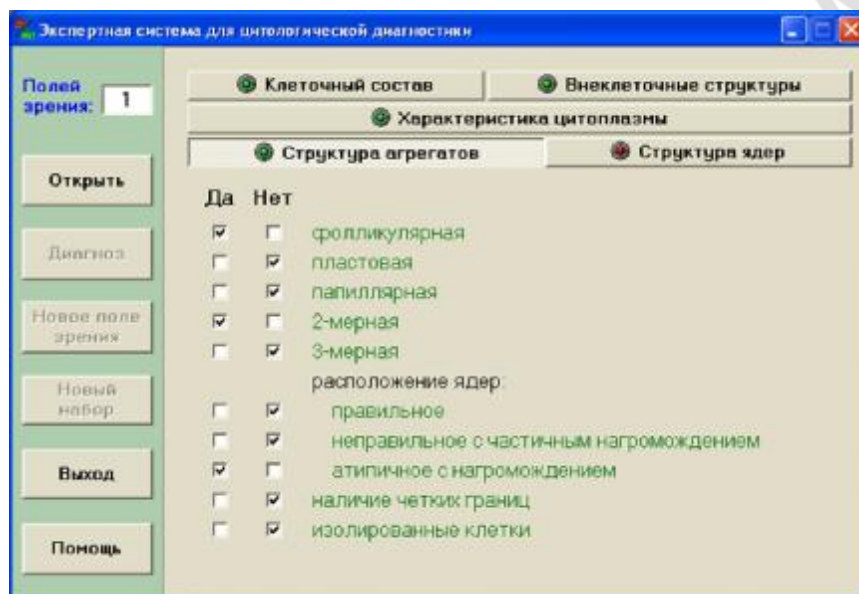 Экспертная система для цитологической диагностики
Полей зрения: 1
Клеточный состав
Внеклеточные структуры
Характеристика цитоплазмы
Структура агрегатов
Структура ядер
Открыть
Диагноз
Новое поле зрения
Новый набор
Выход
Помощь
Да Нет
фолликулярная
пластовая
папиллярная
2-мерная
3-мерная
расположение ядер:
правильное
неправильное с частичным нагромождением
атипичное с нагромождением
наличие четких границ
изолированные клетки